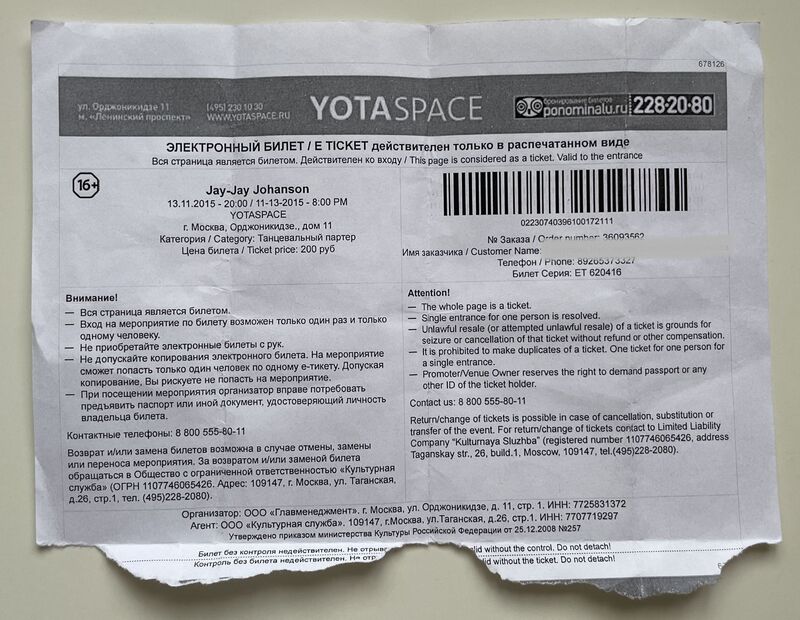 678126
ул. Орджоникидзе 11
м. «Ленинский проспект»
(495) 230 10 30
WWW.YOTASPACE.RU
YOTASPACE
бронирование билетов
ponominalu.ru
228-20-80
ЭЛЕКТРОННЫЙ БИЛЕТ / E TICKET действителен только в распечатанном виде
Вся страница является билетом. Действителен ко входу / This page is considered as a ticket. Valid to the entrance
16+
Jay-Jay Johanson
13.11.2015 - 20:00 / 11-13-2015 - 8:00 PM
YOTASPACE
г. Москва, Орджоникидзе., дом 11
Категория / Category: Танцевальный партер
Цена билета / Ticket price: 200 руб
02230740396100172111
№ Заказа / Order number: 36093562
Имя заказчика / Customer Name:
Телефон / Phone: 89265373327
Билет Серия: ET 620416
Внимание!
— Вся страница является билетом.
— Вход на мероприятие по билету возможен только один раз и только
одному человеку.
— Не приобретайте электронные билеты с рук.
— Не допускайте копирования электронного билета. На мероприятие
сможет попасть только один человек по одному е-тикету. Допуская
копирование, Вы рискуете не попасть на мероприятие.
— При посещении мероприятия организатор вправе потребовать
предъявить паспорт или иной документ, удостоверяющий личность
владельца билета.
Контактные телефоны: 8 800 555-80-11
Возврат и/или замена билетов возможна в случае отмены, замены
или переноса мероприятия. За возвратом и/или заменой билета
обращаться в Общество с ограниченной ответственностью «Культурная
служба» (ОГРН 1107746065426. Адрес: 109147, г. Москва, ул. Таганская,
д.26, стр.1, тел. (495)228-2080).
Attention!
— The whole page is a ticket.
— Single entrance for one person is resolved.
— Unlawful resale (or attempted unlawful resale) of a ticket is grounds for
seizure or cancellation of that ticket without refund or other compensation.
— It is prohibited to make duplicates of a ticket. One ticket for one person for
a single entrance.
— Promoter/Venue Owner reserves the right to demand passport or any
other ID of the ticket holder.
Contact us: 8 800 555-80-11
Return/change of tickets is possible in case of cancellation, substitution or
transfer of the event. For return/change of tickets contact to Limited Liability
Company "Kulturnaya Sluzhba" (registered number 1107746065426, address
Taganskay str., 26, build.1, Moscow, 109147, tel.(495)228-2080).
Организатор: ООО «Главменеджмент». г. Москва, ул. Орджоникидзе, д. 11, стр. 1. ИНН: 7725831372
Агент: ООО «Культурная служба». 109147, г.Москва, ул.Таганская, д.26, стр.1. ИНН: 7707719297
Утверждено приказом министерства Культуры Российской Федерации от 25.12.2008 №257
Билет без контроля недействителен. Не отрыв without the control. Do not detach!
Контроль без билета недействителен. Не without the ticket. Do not detach!